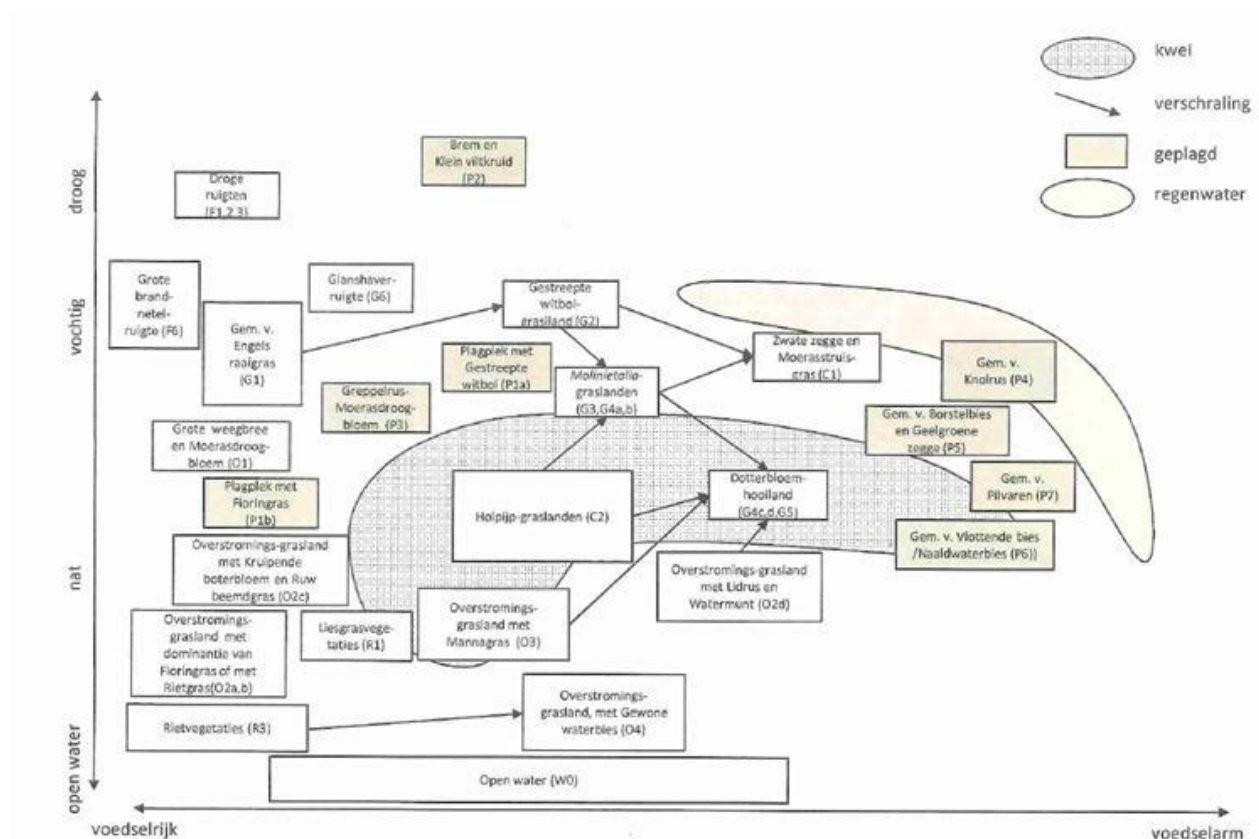 kwel
verschraling
geplagd
regenwater
droog
vochtig
nat
open water
Brem en
Klein viltkruid
(P2)
Droge
ruigten
(F1,2,3)
Grote
brand-
netel-
ruigte (F6)
Glanshaver-
ruigte (G6)
Gem. v.
Engels
raaigras
(G1)
Gestreepte
witbol-
grasland (G2)
Zwate zegge en
Moerasstruis-
gras (C1)
Plagplek met
Gestreepte
witbol (P1a)
Molinietalia-
graslanden
(G3,G4a,b)
Gem. v.
Knolrus (P4)
Greppelrus-
Moerasdroog-
bloem (P3)
Gem. v. Borstelbies
en Geelgroene
zegge (P5)
Grote weegbree
en Moerasdroog-
bloem (O1)
Plagplek met
Fioringras
(P1b)
Holpijp-graslanden (C2)
Dotterbloem-
hooiland
(G4c,d,G5)
Gem. v.
Pilvaren (P7)
Gem. v. Vlottende bies
/Naaldwaterbies (P6))
Overstromings-grasland
met Kruipende
boterbloem en Ruw
beemdgras (O2c)
Overstromings-grasland
met Lidrus en
Watermunt (O2d)
Overstromings-
grasland met
dominantie van
Fioringras of met
Rietgras(O2a,b)
Liesgrasvege-
taties (R1)
Overstromings-
grasland met
Mannagras (O3)
Rietvegetaties (R3)
Overstromings-
grasland, met Gewone
waterbies (O4)
Open water (W0)
voedselrijk
voedselarm